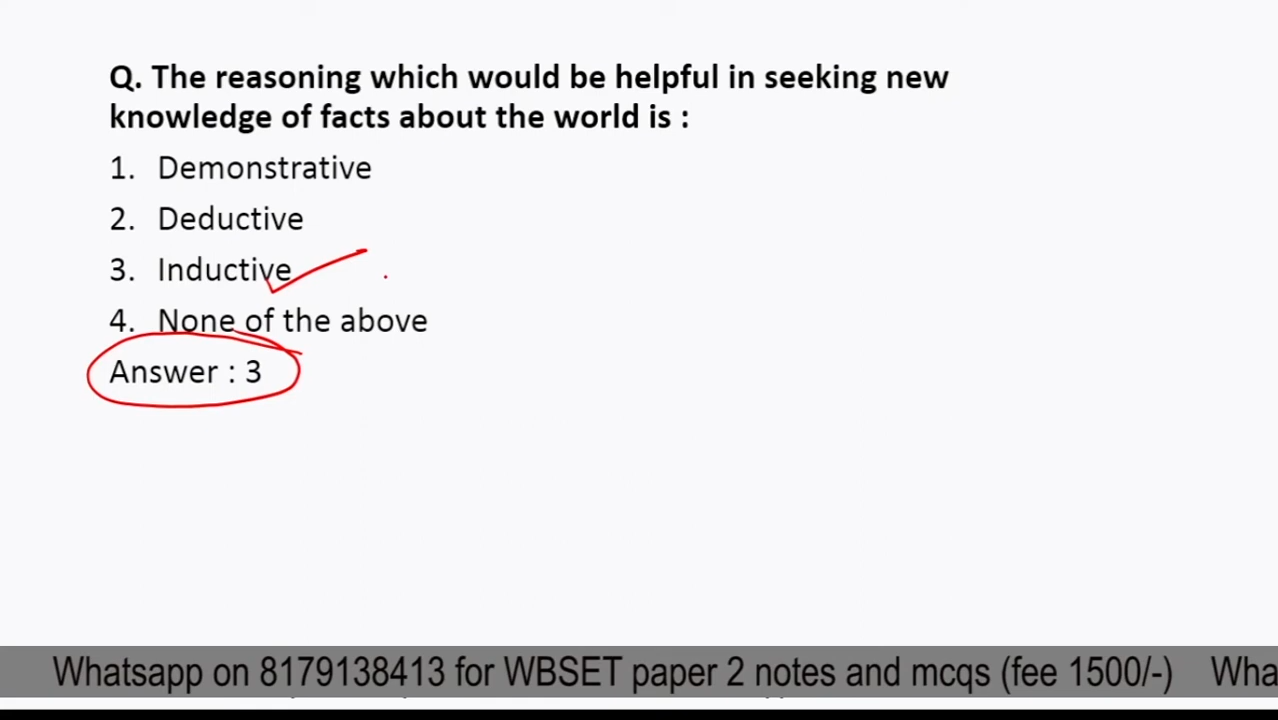 Q. The reasoning which would be helpful in seeking new
knowledge of facts about the world is :
1. Demonstrative
2. Deductive
3. Inductive
4. None of the above
Answer : 3
Whatsapp on 8179138413 for WBSET paper 2 notes and mcqs (fee 1500/-) Wha